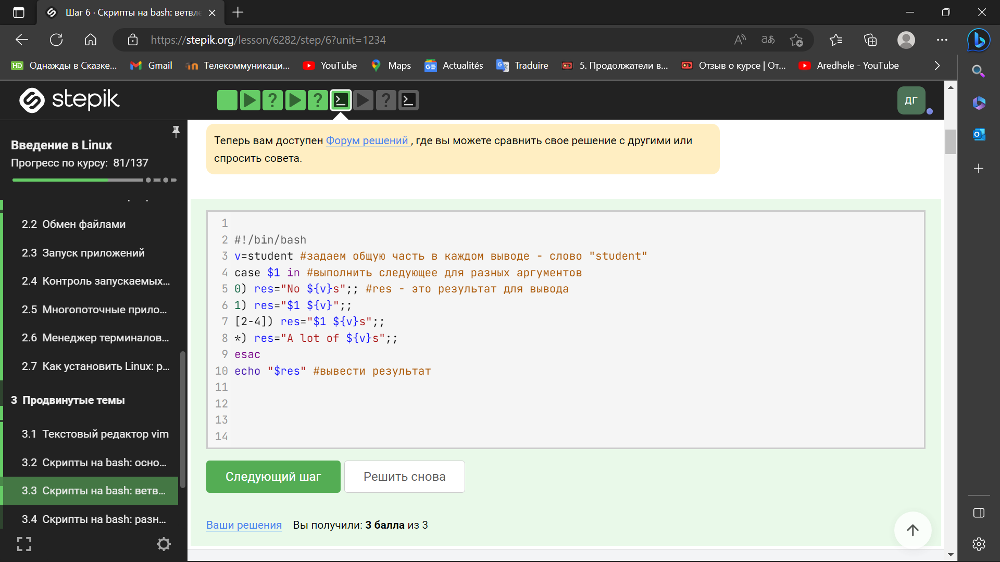 Шаг 6 · Скрипты на bash: ветвле
https://stepik.org/lesson/6282/step/6?unit=1234
Однажды в Сказке...
Gmail
Телекоммуникаци...
YouTube
Maps
Actualités
Traduire
5. Продолжатели в...
Отзыв о курсе | От...
Aredhele - YouTube
stepik
ДГ
Введение в Linux
Прогресс по курсу: 81/137
2.2 Обмен файлами
2.3 Запуск приложений
2.4 Контроль запускаемых...
2.5 Многопоточные прило...
2.6 Менеджер терминалов...
2.7 Как установить Linux: р...
3 Продвинутые темы
3.1 Текстовый редактор vim
3.2 Скрипты на bash: осно...
3.3 Скрипты на bash: ветв...
3.4 Скрипты на bash: разн...
Теперь вам доступен Форум решений , где вы можете сравнить свое решение с другими или
спросить совета.
1
2 #!/bin/bash
3 v=student #задаем общую часть в каждом выводе - слово "student"
4 case $1 in #выполнить следующее для разных аргументов
5 0) res="No ${v}s";; #res - это результат для вывода
6 1) res="$1 ${v}";;
7 [2-4]) res="$1 ${v}s";;
8 *) res="A lot of ${v}s";;
9 esac
10 echo "$res" #вывести результат
11
12
13
14
Следующий шаг
Решить снова
Ваши решения Вы получили: 3 балла из 3